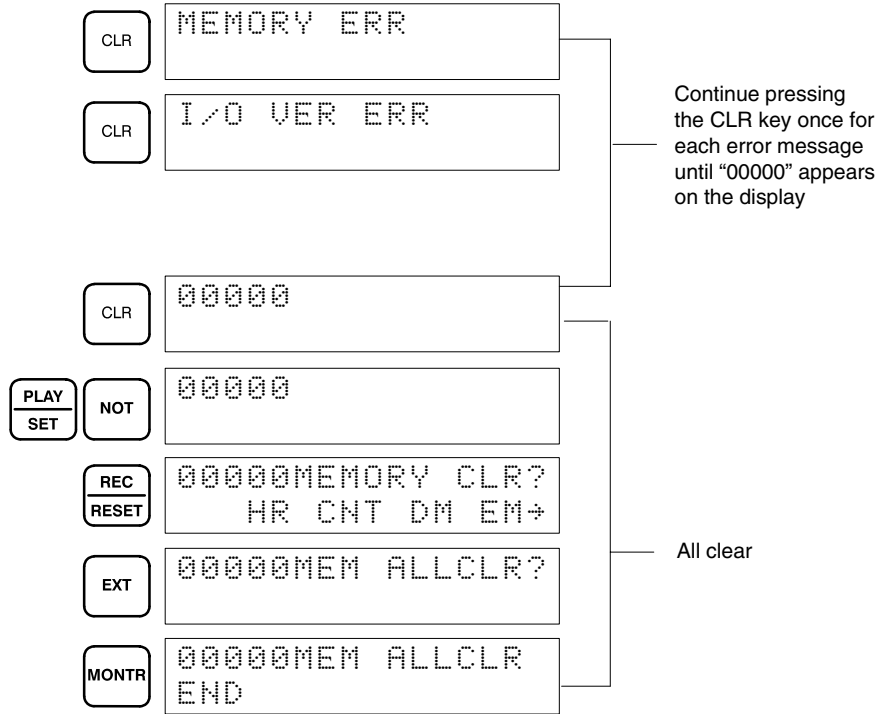 CLR
MEMORY ERR
CLR
I/O VER ERR
Continue pressing
the CLR key once for
each error message
until “00000” appears
on the display
CLR
00000
PLAY
SET
NOT
00000
REC
RESET
00000MEMORY CLR?
HR CNT DM EM→
EXT
00000MEM ALLCLR?
All clear
MONTR
00000MEM ALLCLR
END